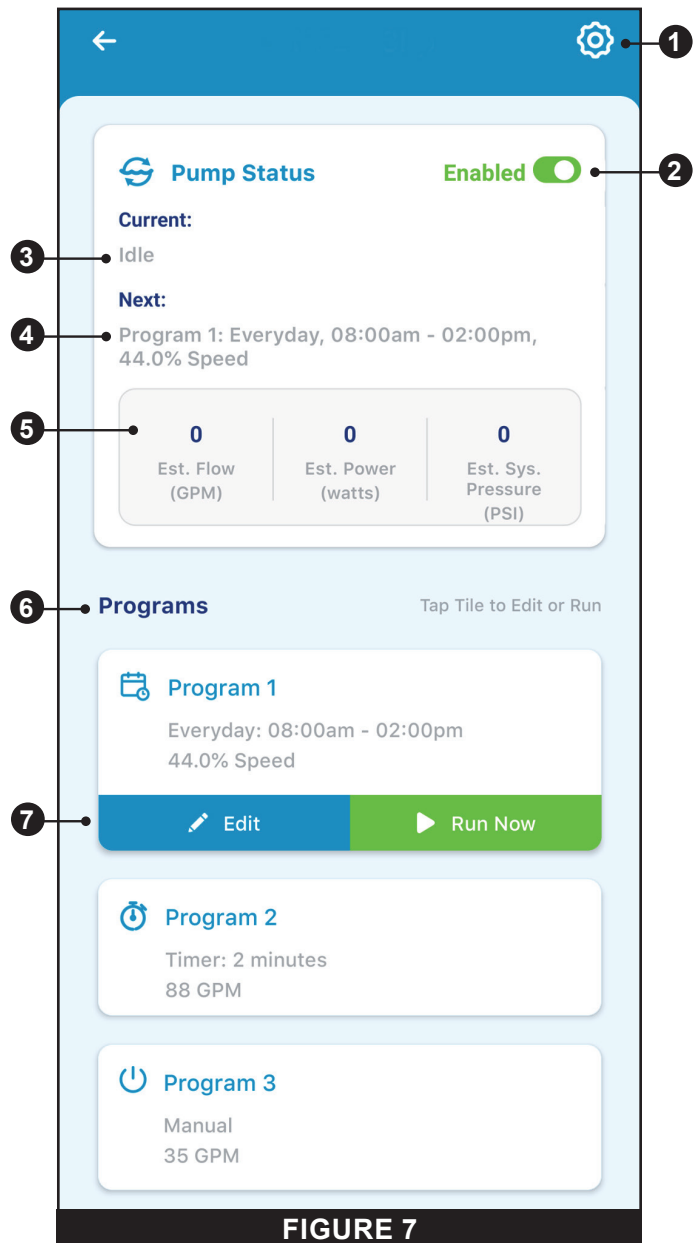 1
Pump Status
Enabled
2
Current:
3
Idle
Next:
4
Program 1: Everyday, 08:00am - 02:00pm,
44.0% Speed
5
0
0
0
Est. Flow
(GPM)
Est. Power
(watts)
Est. Sys.
Pressure
(PSI)
6
Programs
Tap Tile to Edit or Run
Program 1
Everyday: 08:00am - 02:00pm
44.0% Speed
7
Edit
Run Now
Program 2
Timer: 2 minutes
88 GPM
Program 3
Manual
35 GPM
FIGURE 7